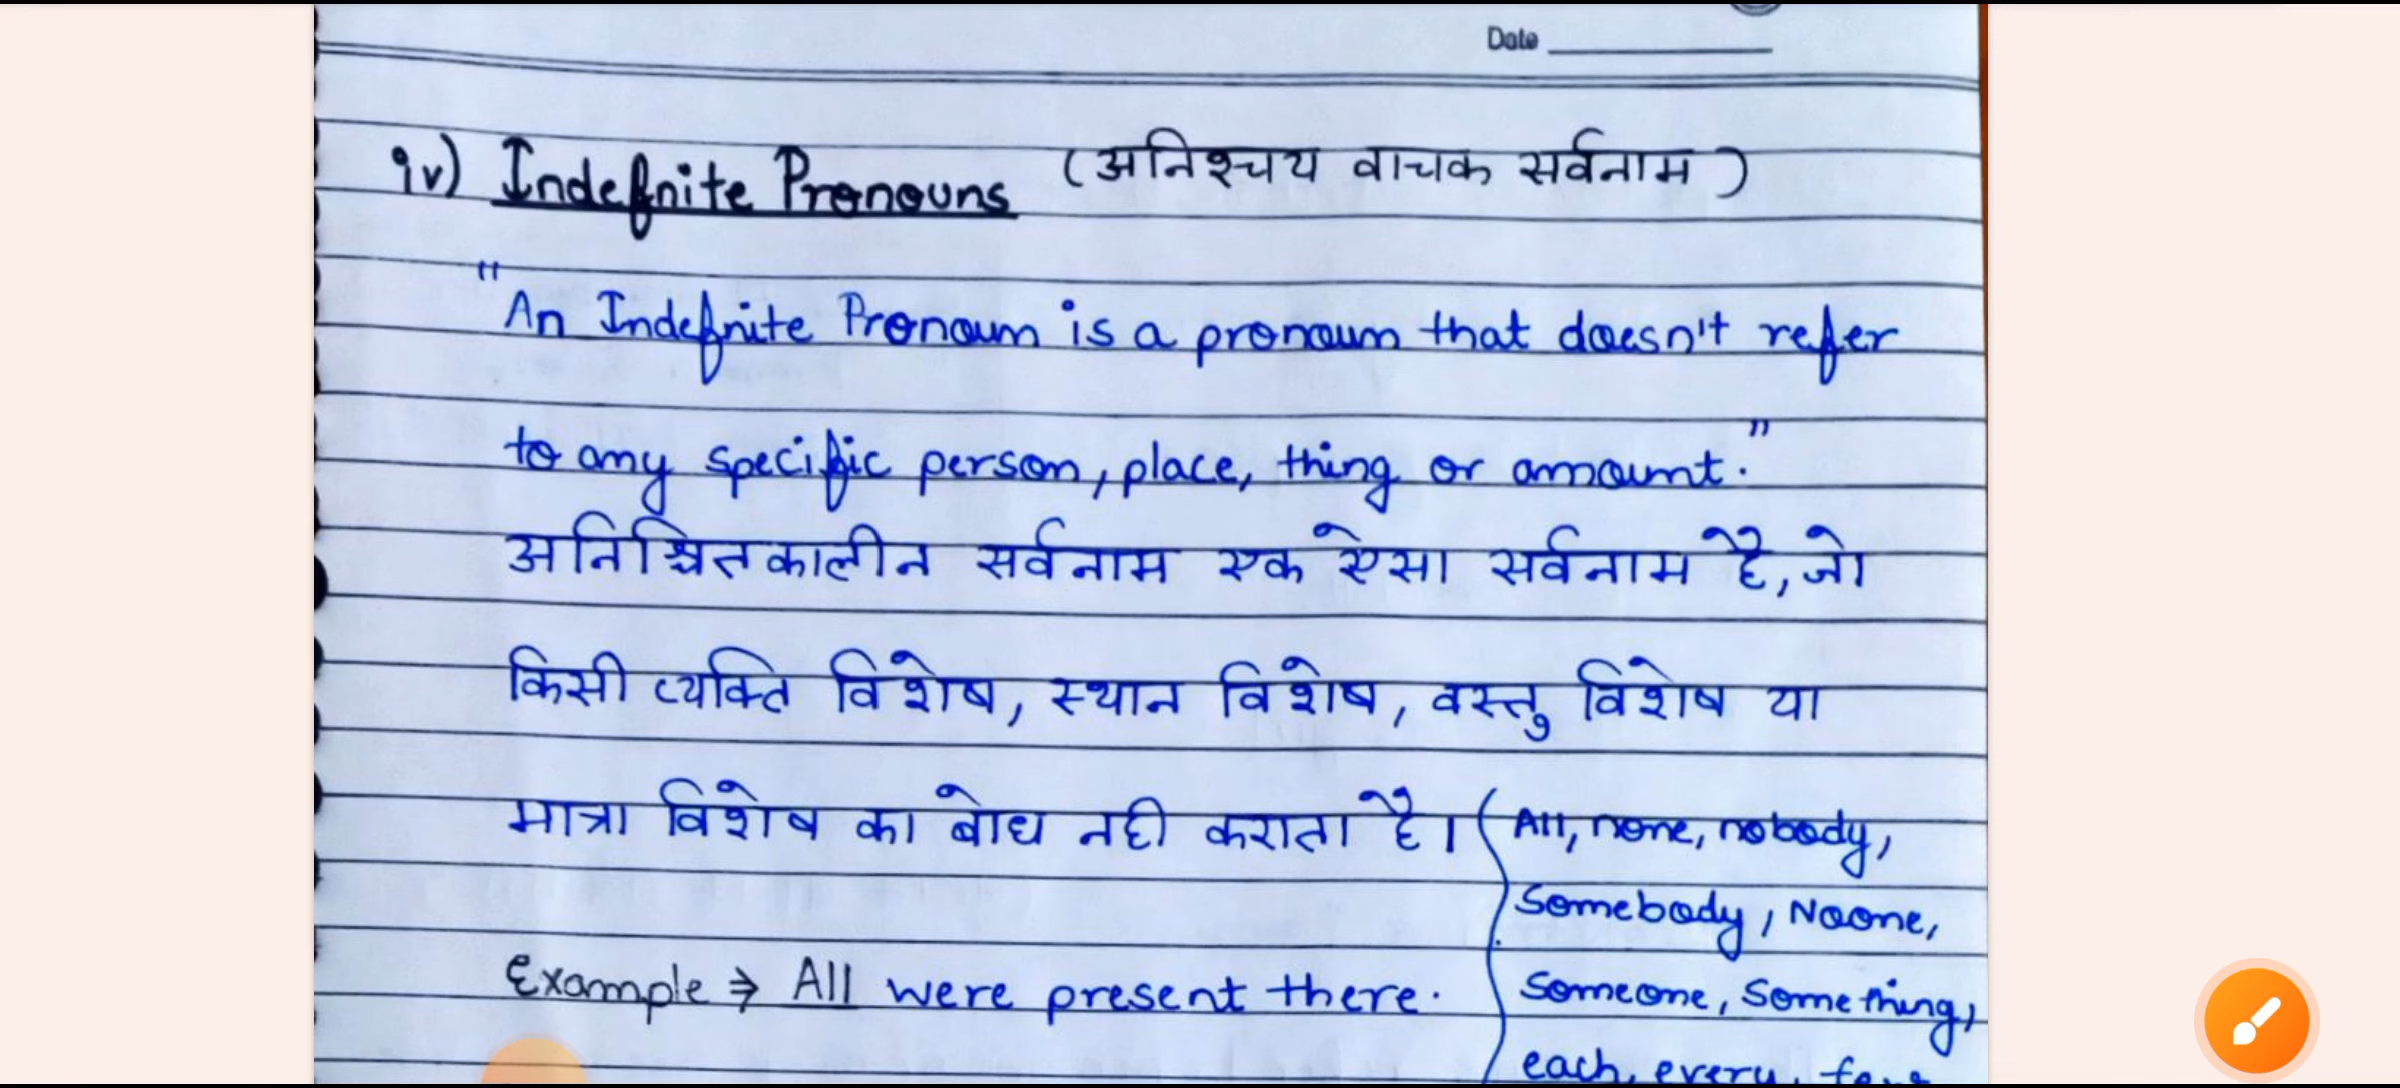 Date
iv) Indefinite Pronouns (अनिश्चय वाचक सर्वनाम)
"An Indefinite Pronoun is a pronoun that doesn't refer
to any specific person, place, thing or amount."
अनिश्चितकालीन सर्वनाम एक ऐसा सर्वनाम है, जो
किसी व्यक्ति विशेष, स्थान विशेष, वस्तु विशेष या
मात्रा विशेष का बोध नही कराता है।
(All, none, nobody,
Somebody, Noone,
Example ⇒ All were present there.
Someone, Something,
each, every, few